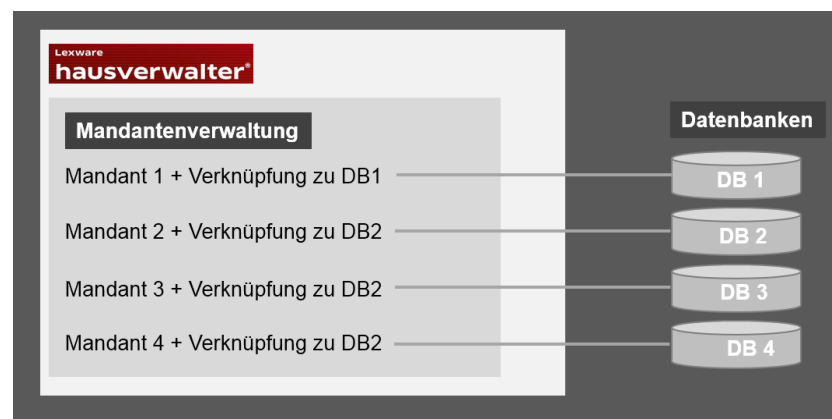 Lexware
hausverwalter®
Mandantenverwaltung
Datenbanken
Mandant 1 + Verknüpfung zu DB1
DB 1
Mandant 2 + Verknüpfung zu DB2
DB 2
Mandant 3 + Verknüpfung zu DB2
DB 3
Mandant 4 + Verknüpfung zu DB2
DB 4